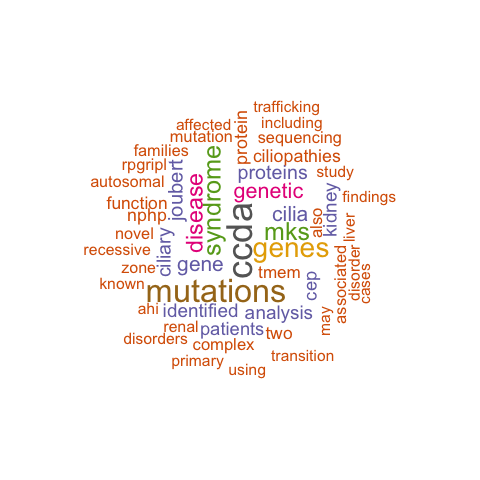 trafficking
affected
including
protein
mutation
sequencing
families
syndrome
ciliopathies
rpgripl
joubert
proteins
study
autosomal
disease
genetic
kidney
findings
function
ccda
cilia
also
nphp
mks
liver
novel
ciliary
genes
associated
disorder
recessive
zone
gene
tmem
cep
cases
known
mutations
ahi
identified
analysis
may
renal
patients
two
disorders
complex
primary
transition
using